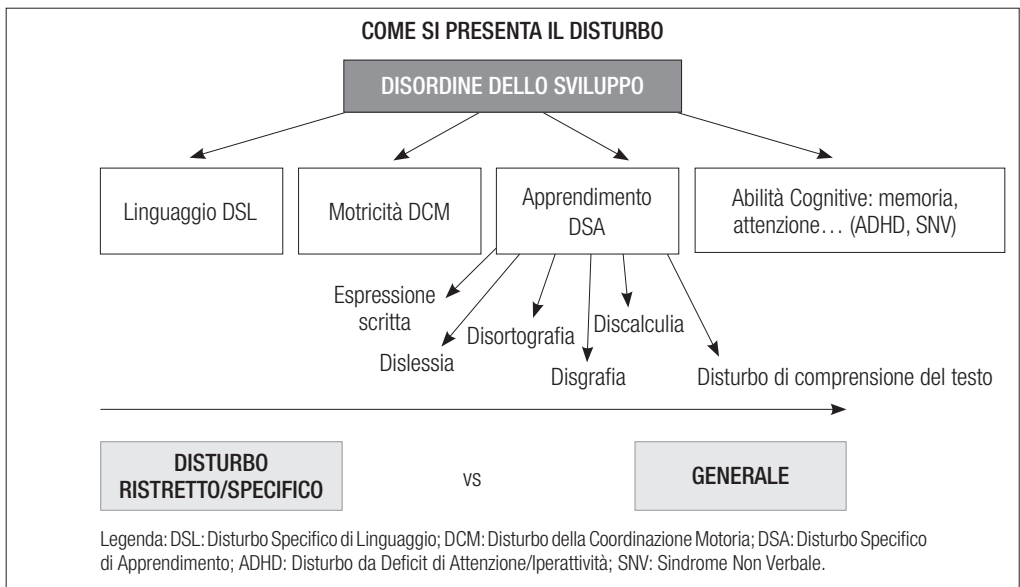 COME SI PRESENTA IL DISTURBO
DISORDINE DELLO SVILUPPO
Linguaggio DSL
Motricità DCM
Apprendimento
DSA
Abilità Cognitive: memoria,
attenzione… (ADHD, SNV)
Espressione
scritta
Dislessia
Disortografia
Disgrafia
Discalculia
Disturbo di comprensione del testo
DISTURBO
RISTRETTO/SPECIFICO
vs
GENERALE
Legenda: DSL: Disturbo Specifico di Linguaggio; DCM: Disturbo della Coordinazione Motoria; DSA: Disturbo Specifico
di Apprendimento; ADHD: Disturbo da Deficit di Attenzione/Iperattività; SNV: Sindrome Non Verbale.